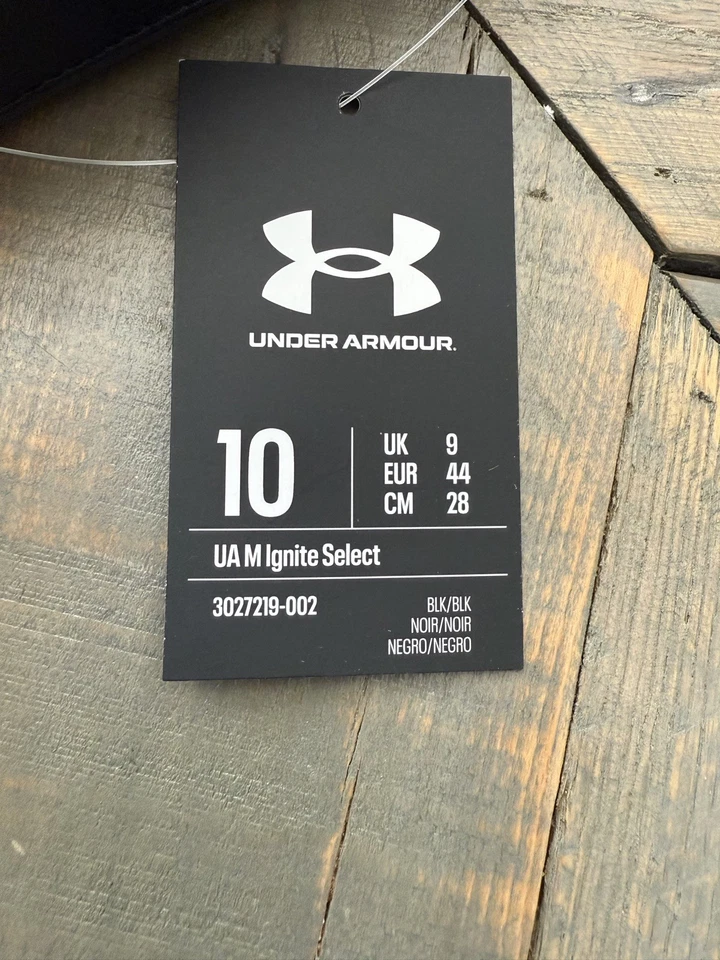 UNDER ARMOUR.
10
UK 9
EUR 44
CM 28
UA M Ignite Select
3027219-002
BLK/BLK
NOIR/NOIR
NEGRO/NEGRO